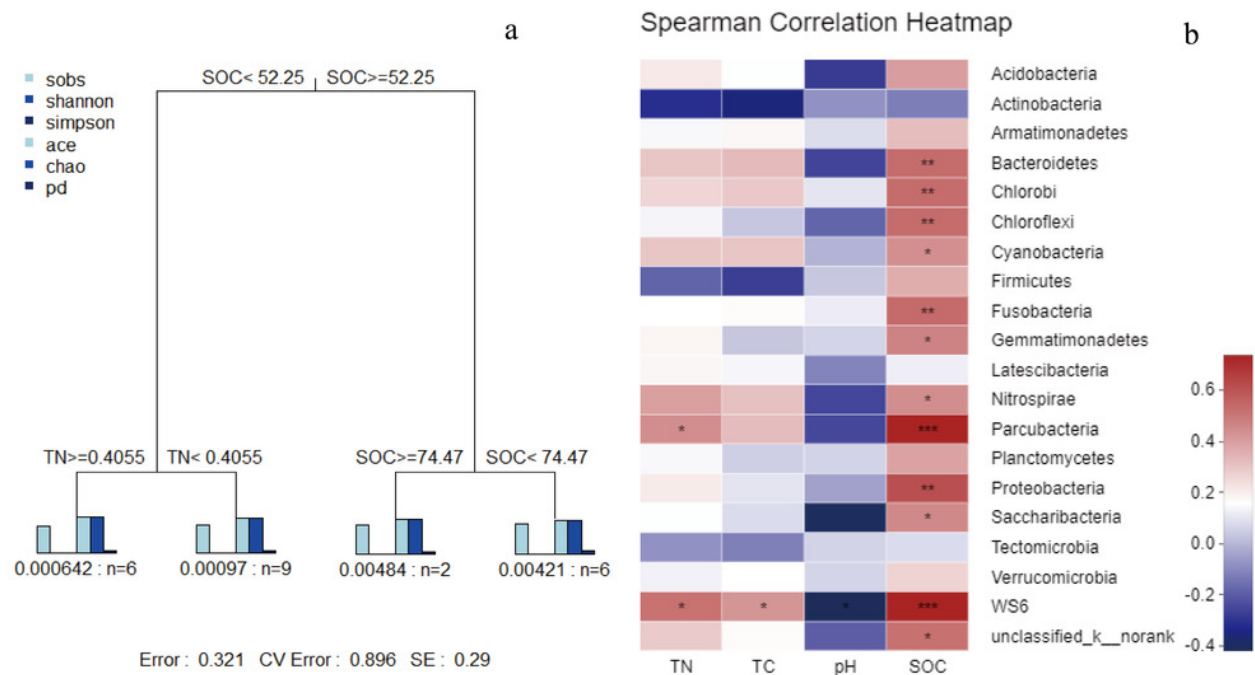 a
SOC< 52.25 SOC>=52.25
sobs
shannon
simpson
ace
chao
pd
TN>=0.4055 TN< 0.4055 SOC>=74.47 SOC< 74.47
0.000642 : n=6 0.00097 : n=9 0.00484 : n=2 0.00421 : n=6
Error : 0.321 CV Error : 0.896 SE : 0.29
Spearman Correlation Heatmap
b
Acidobacteria
Actinobacteria
Armatimonadetes
** Bacteroidetes
** Chlorobi
** Chloroflexi
* Cyanobacteria
Firmicutes
** Fusobacteria
* Gemmatimonadetes
Latescibacteria
* Nitrospirae
* *** Parcubacteria
Planctomycetes
** Proteobacteria
* Saccharibacteria
Tectomicrobia
Verrucomicrobia
* * * *** WS6
* unclassified_k__norank
TN TC pH SOC
0.6
0.4
0.2
0.0
-0.2
-0.4